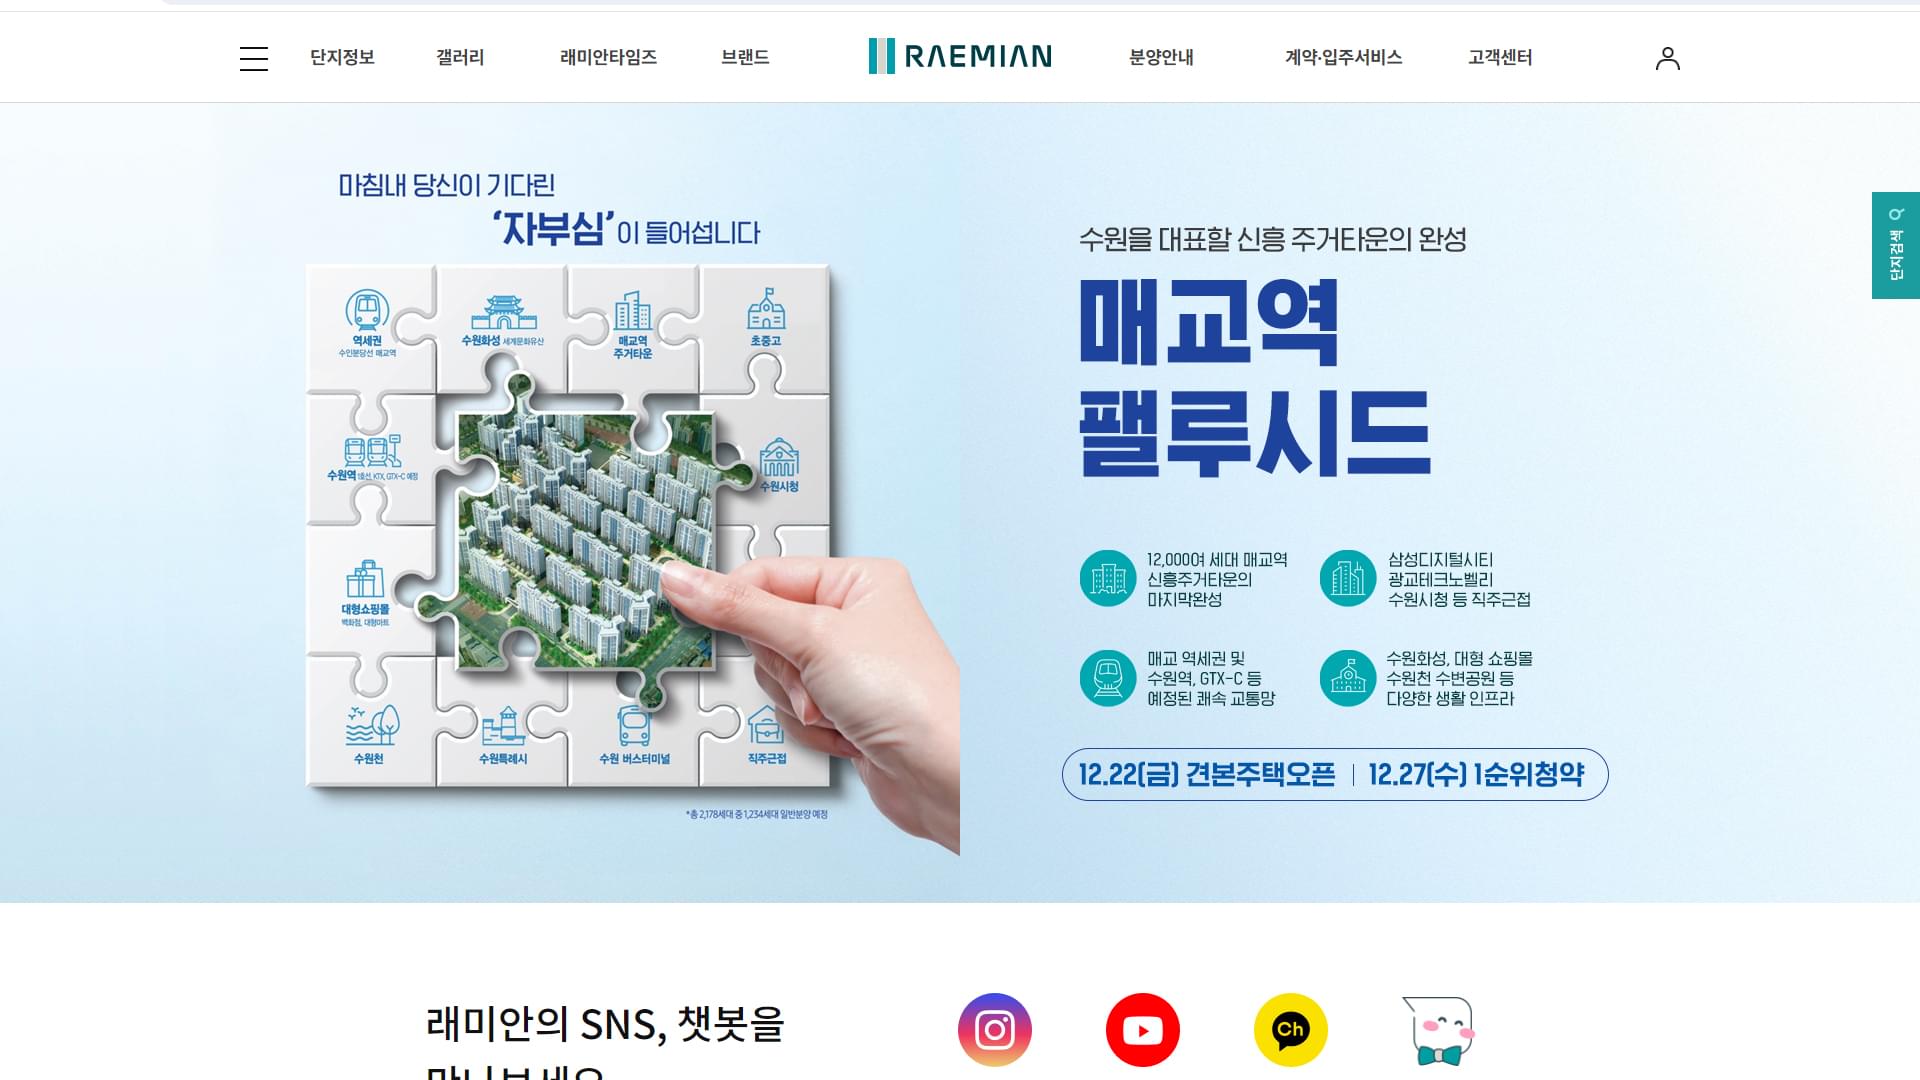 단지정보
갤러리
래미안타임즈
브랜드
RAEMIAN
분양안내
계약·입주서비스
고객센터
단지검색
마침내 당신이 기다린
‘자부심’이 들어섭니다
역세권
수인분당선 매교역
수원화성 세계문화유산
매교역
주거타운
초중고
수원역 1호선, KTX, GTX-C 예정
수원시청
대형쇼핑몰
백화점, 대형마트
수원천
수원특례시
수원 버스터미널
직주근접
*총 2,178세대 중 1,234세대 일반분양 예정
수원을 대표할 신흥 주거타운의 완성
매교역
팰루시드
12,000여 세대 매교역
신흥주거타운의
마지막완성
삼성디지털시티
광교테크노벨리
수원시청 등 직주근접
매교 역세권 및
수원역, GTX-C 등
예정된 쾌속 교통망
수원화성, 대형 쇼핑몰
수원천 수변공원 등
다양한 생활 인프라
12.22(금) 견본주택오픈 | 12.27(수) 1순위청약
래미안의 SNS, 챗봇을
만나보세요
Ch